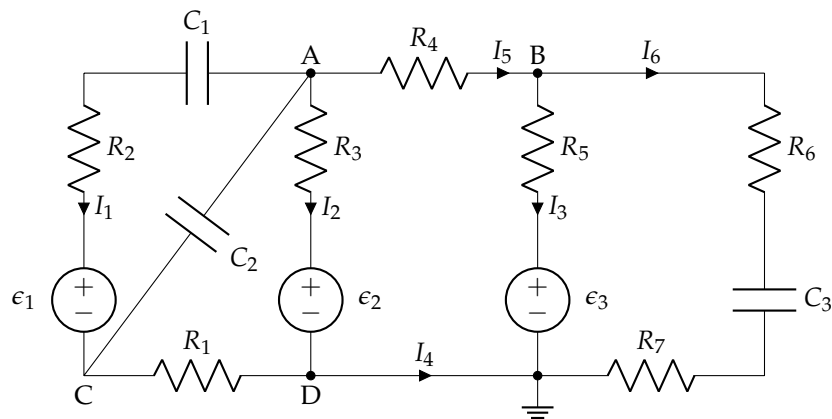 C₁
A
R₄
I₅
B
I₆
R₂
R₃
R₅
R₆
I₁
I₂
I₃
C₂
ϵ₁
+
−
ϵ₂
+
−
ϵ₃
+
−
C₃
R₁
I₄
R₇
C
D